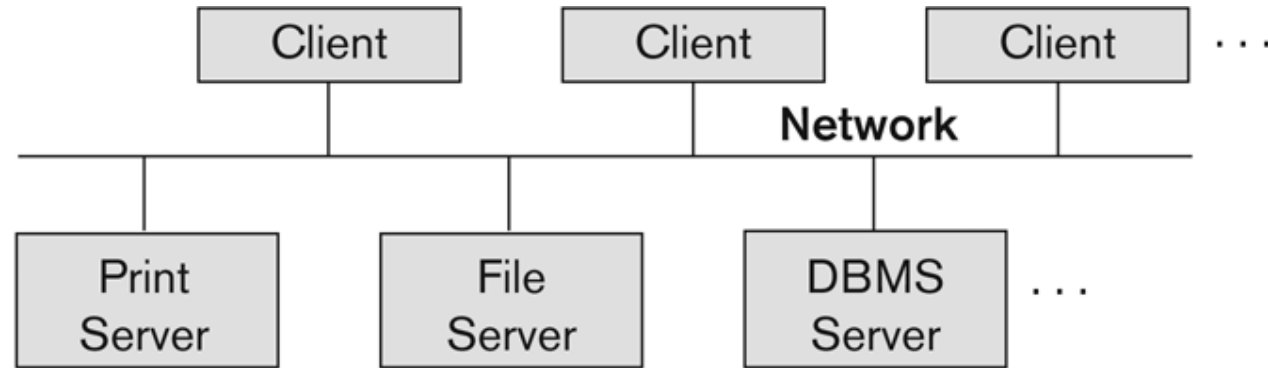 Client Client Client ...
Network
Print File DBMS ...
Server Server Server